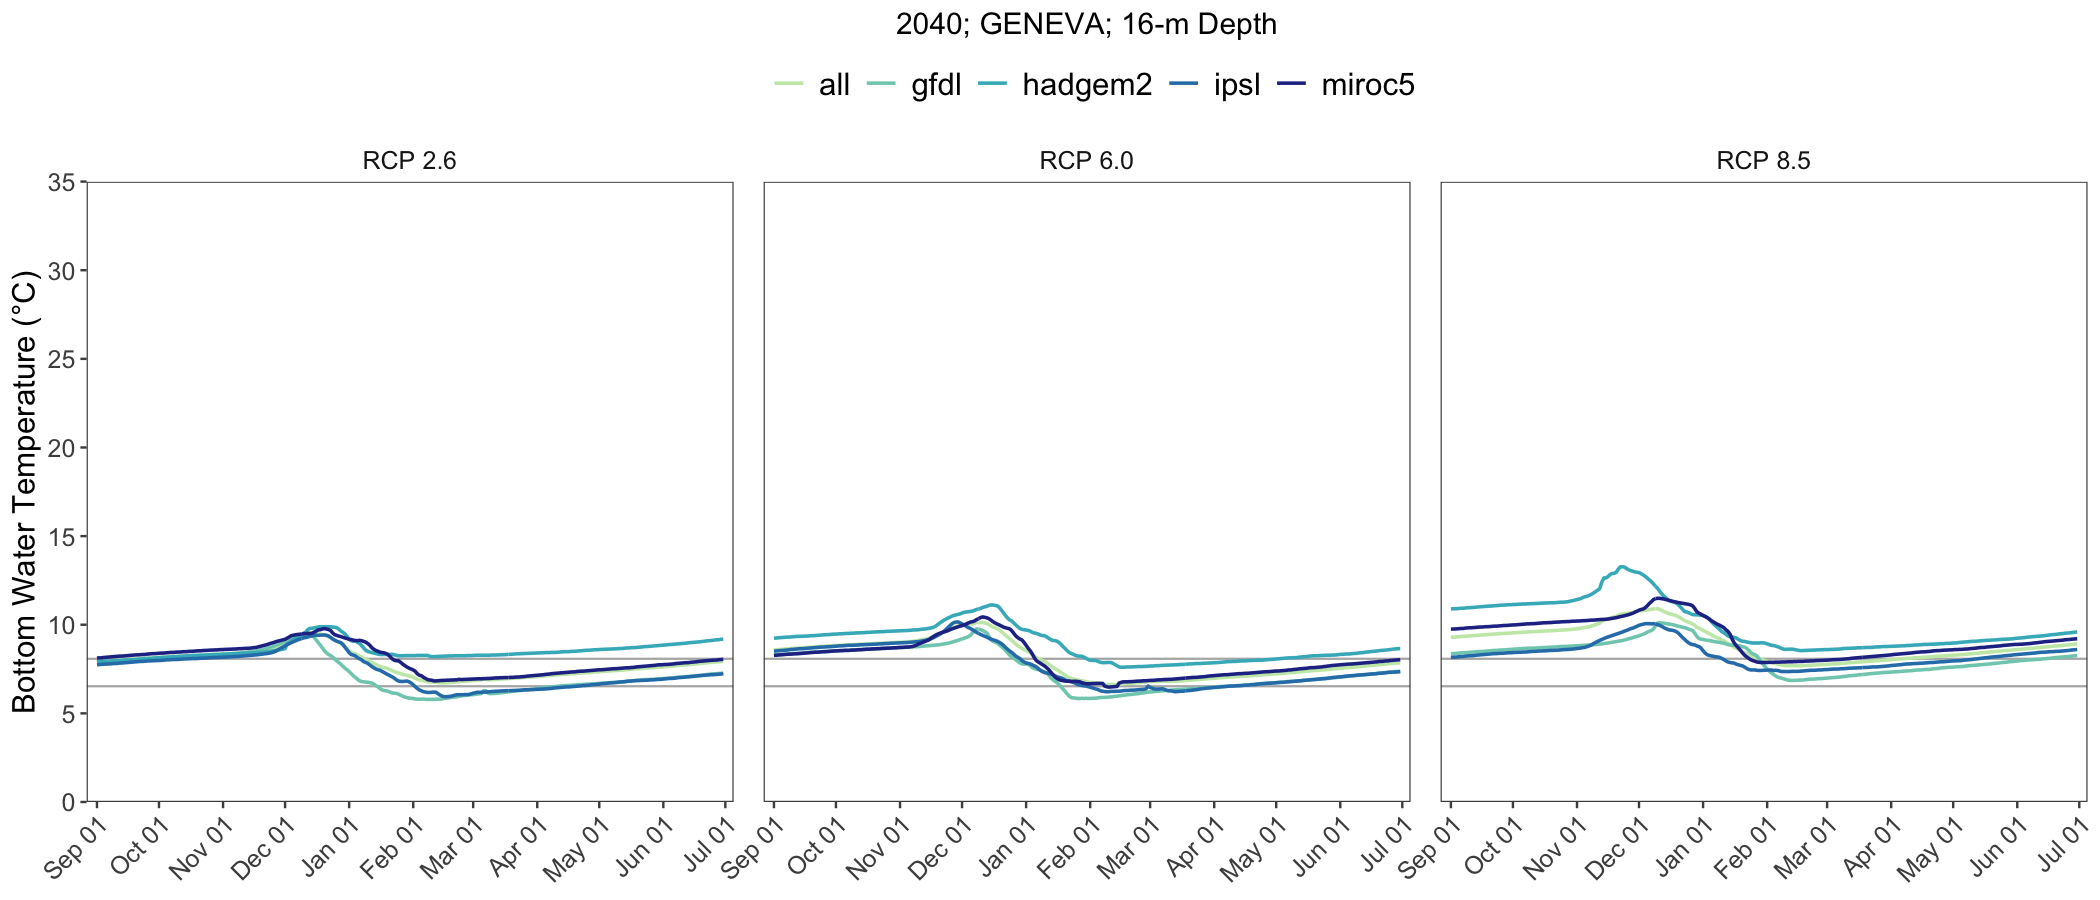 2040; GENEVA; 16-m Depth
all gfdl hadgem2 ipsl miroc5
RCP 2.6 RCP 6.0 RCP 8.5
Bottom Water Temperature (°C)
35
30
25
20
15
10
5
0
Sep 01 Oct 01 Nov 01 Dec 01 Jan 01 Feb 01 Mar 01 Apr 01 May 01 Jun 01 Jul 01 Sep 01 Oct 01 Nov 01 Dec 01 Jan 01 Feb 01 Mar 01 Apr 01 May 01 Jun 01 Jul 01 Sep 01 Oct 01 Nov 01 Dec 01 Jan 01 Feb 01 Mar 01 Apr 01 May 01 Jun 01 Jul 01